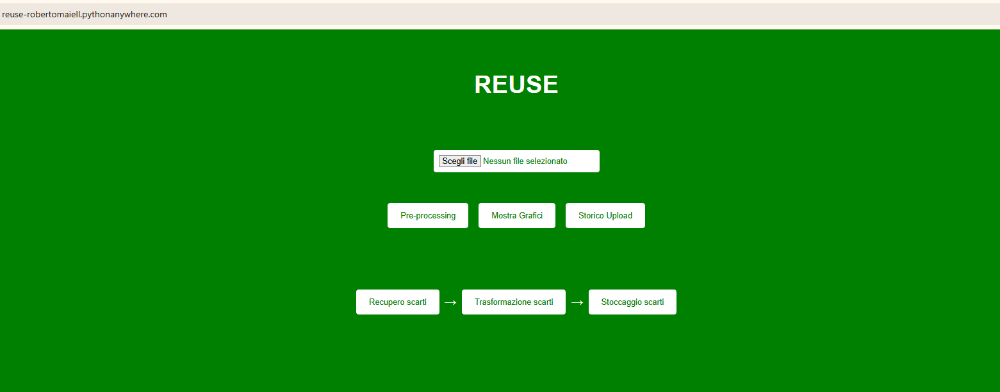 reuse-robertomaiell.pythonanywhere.com
REUSE
Scegli file Nessun file selezionato
Pre-processing Mostra Grafici Storico Upload
Recupero scarti → Trasformazione scarti → Stoccaggio scarti